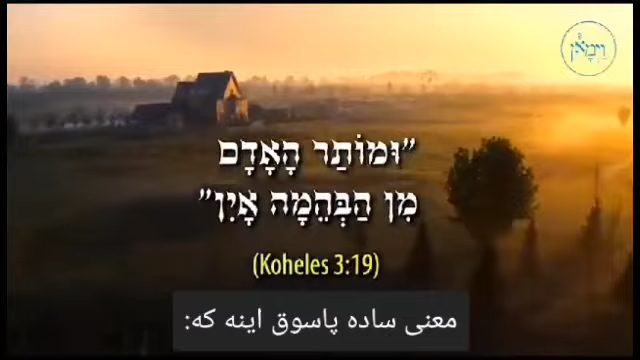 וַיְמָאֵן
"וּמוֹתַר הָאָדָם
מִן הַבְּהֵמָה אָיִן"
(Koheles 3:19)
معنی ساده پاسوق اینه که: